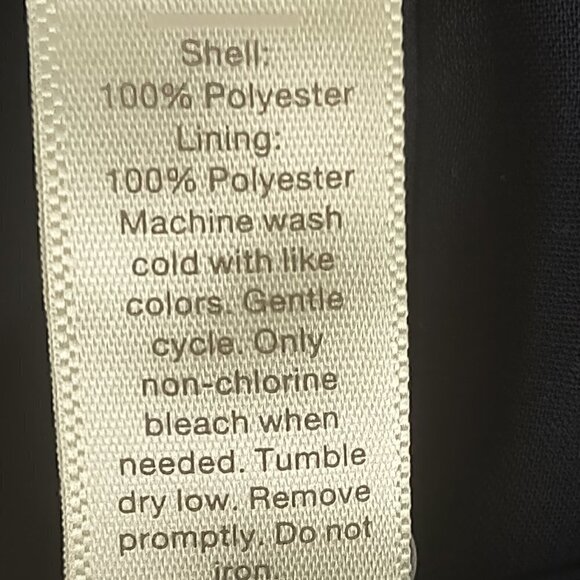 Shell:
100% Polyester
Lining:
100% Polyester
Machine wash
cold with like
colors. Gentle
cycle. Only
non-chlorine
bleach when
needed. Tumble
dry low. Remove
promptly. Do not
iron.